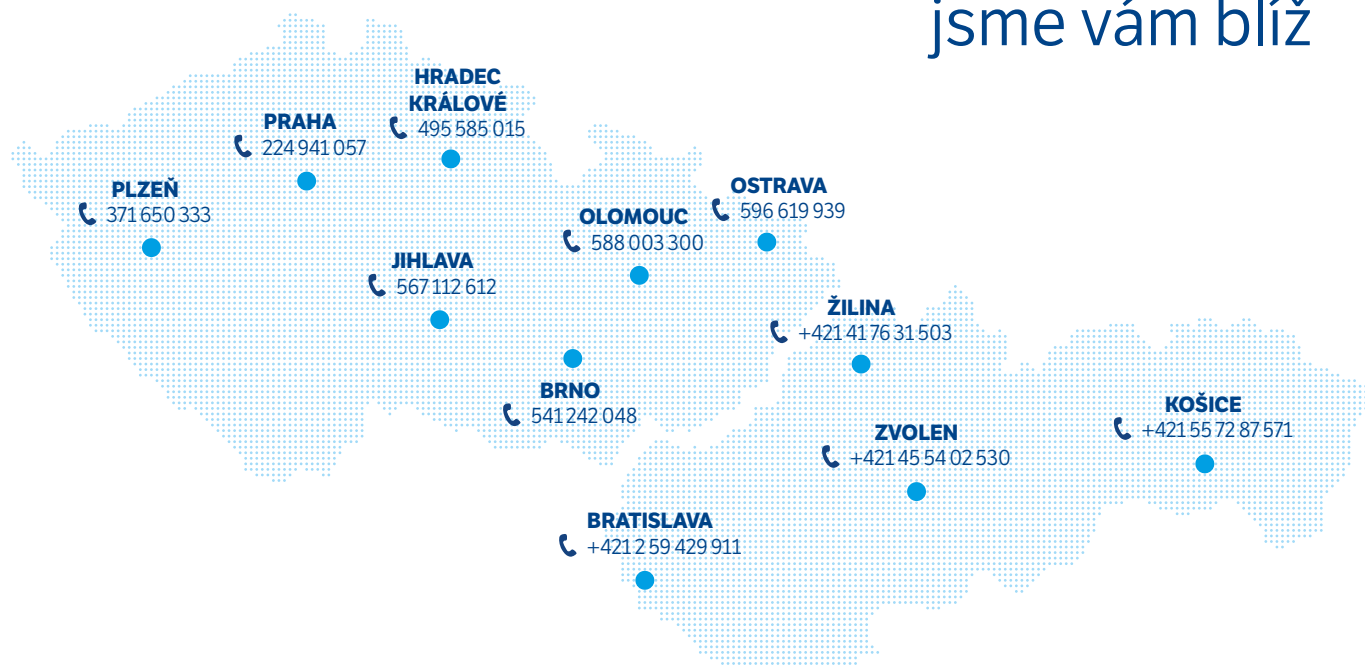 jsme vám blíž
HRADEC
KRÁLOVÉ
495 585 015
PRAHA
224 941 057
PLZEŇ
371 650 333
OSTRAVA
596 619 939
OLOMOUC
588 003 300
JIHLAVA
567 112 612
ŽILINA
+421 41 76 31 503
BRNO
541 242 048
KOŠICE
+421 55 72 87 571
ZVOLEN
+421 45 54 02 530
BRATISLAVA
+421 2 59 429 911